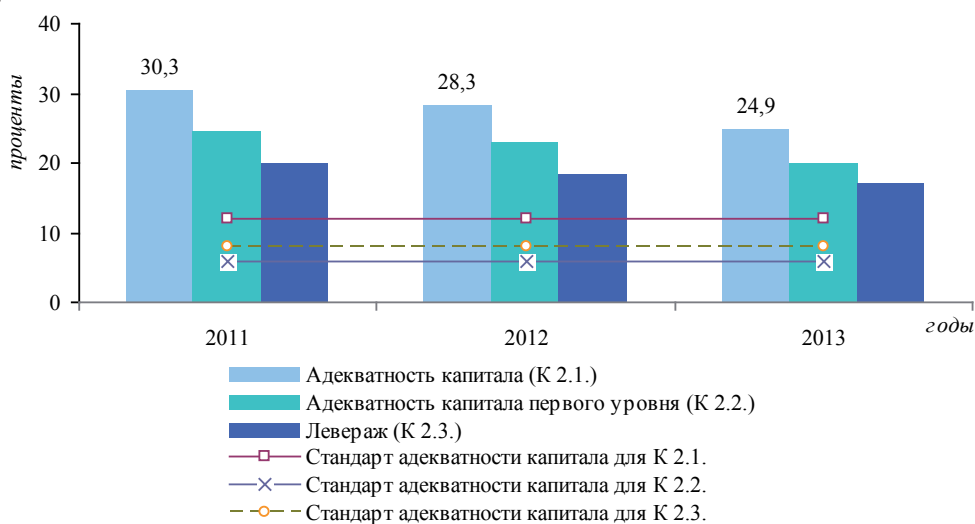 40
30
20
10
0
проценты
30,3
28,3
24,9
2011
2012
2013
годы
Адекватность капитала (К 2.1.)
Адекватность капитала первого уровня (К 2.2.)
Левераж (К 2.3.)
Стандарт адекватности капитала для К 2.1.
Стандарт адекватности капитала для К 2.2.
Стандарт адекватности капитала для К 2.3.